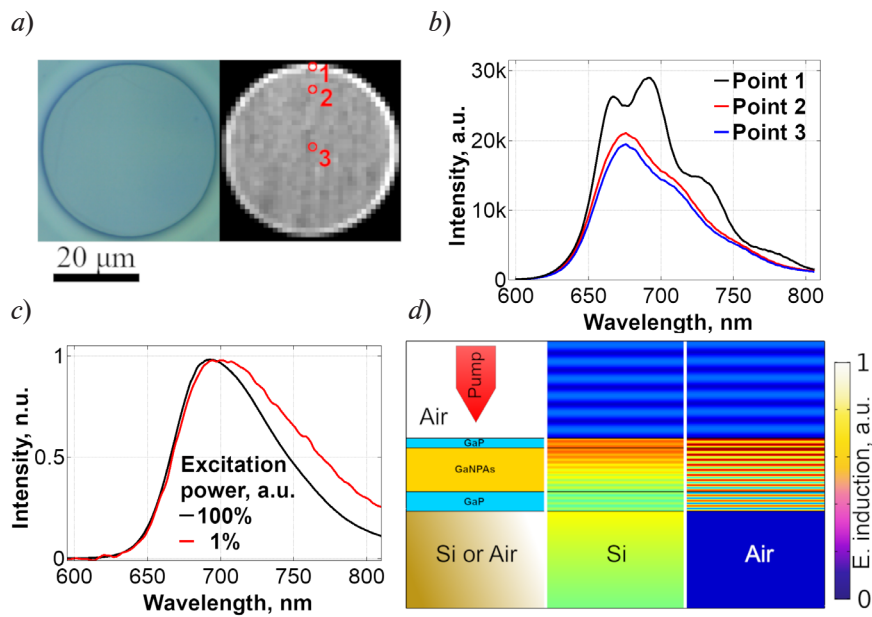 a)
1
2
3
20 μm
b)
Intensity, a.u.
30k
20k
10k
0
Point 1
Point 2
Point 3
600 650 700 750 800
Wavelength, nm
c)
Intensity, n.u.
1
0.5
0
Excitation
power, a.u.
100%
1%
600 650 700 750 800
Wavelength, nm
d)
Pump
Air
GaP
GaNPAs
GaP
Si or Air
Si
Air
1
0
E. induction, a.u.